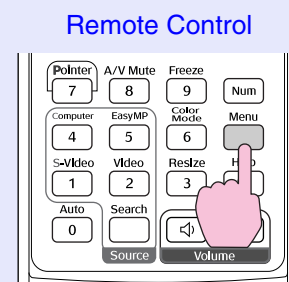 Remote Control
Pointer A/V Mute Freeze
7 8 9 Num
Computer EasyMP Color Mode Menu
4 5 6
S-Video Video Resize
1 2 3
Auto Search
0
Source Volume